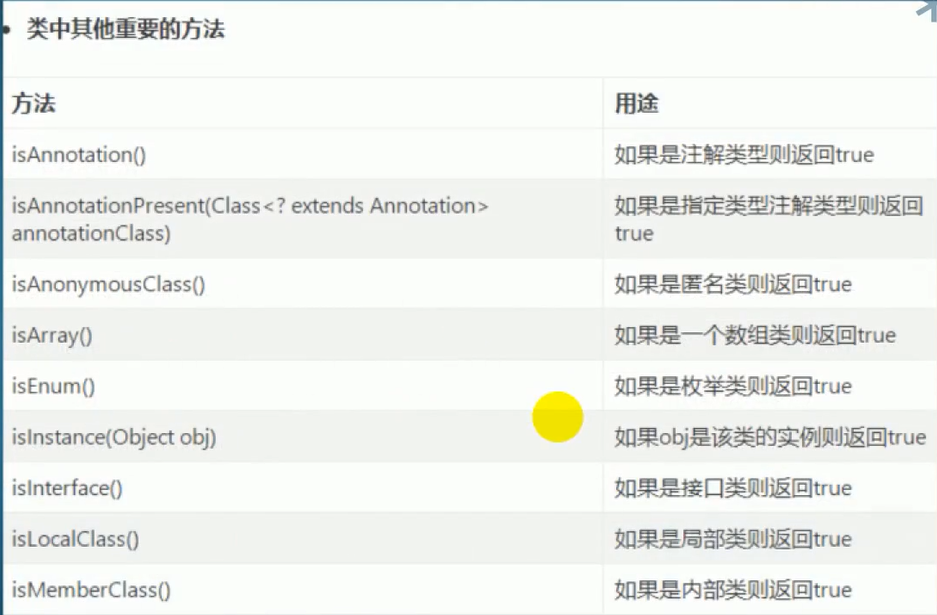 类中其他重要的方法
方法 用途
isAnnotation() 如果是注解类型则返回true
isAnnotationPresent(Class<? extends Annotation> 如果是指定类型注解类型则返回
annotationClass) true
isAnonymousClass() 如果是匿名类则返回true
isArray() 如果是一个数组类则返回true
isEnum() 如果是枚举类则返回true
isInstance(Object obj) 如果obj是该类的实例则返回true
isInterface() 如果是接口类则返回true
isLocalClass() 如果是局部类则返回true
isMemberClass() 如果是内部类则返回true